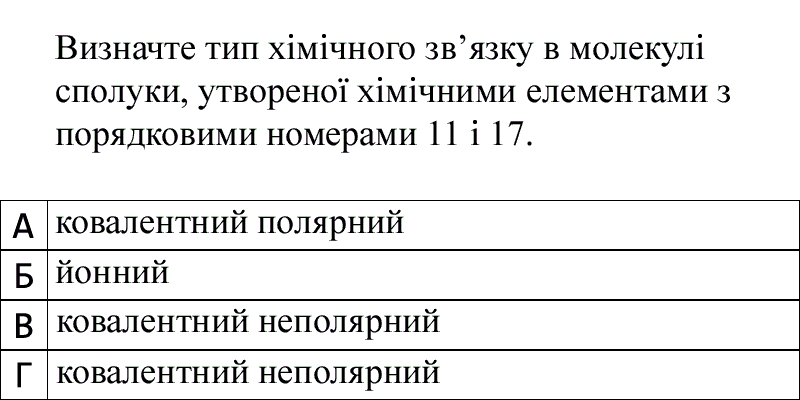 Визначте тип хімічного зв’язку в молекулі
сполуки, утвореної хімічними елементами з
порядковими номерами 11 і 17.
А ковалентний полярний
Б йонний
В ковалентний неполярний
Г ковалентний неполярний